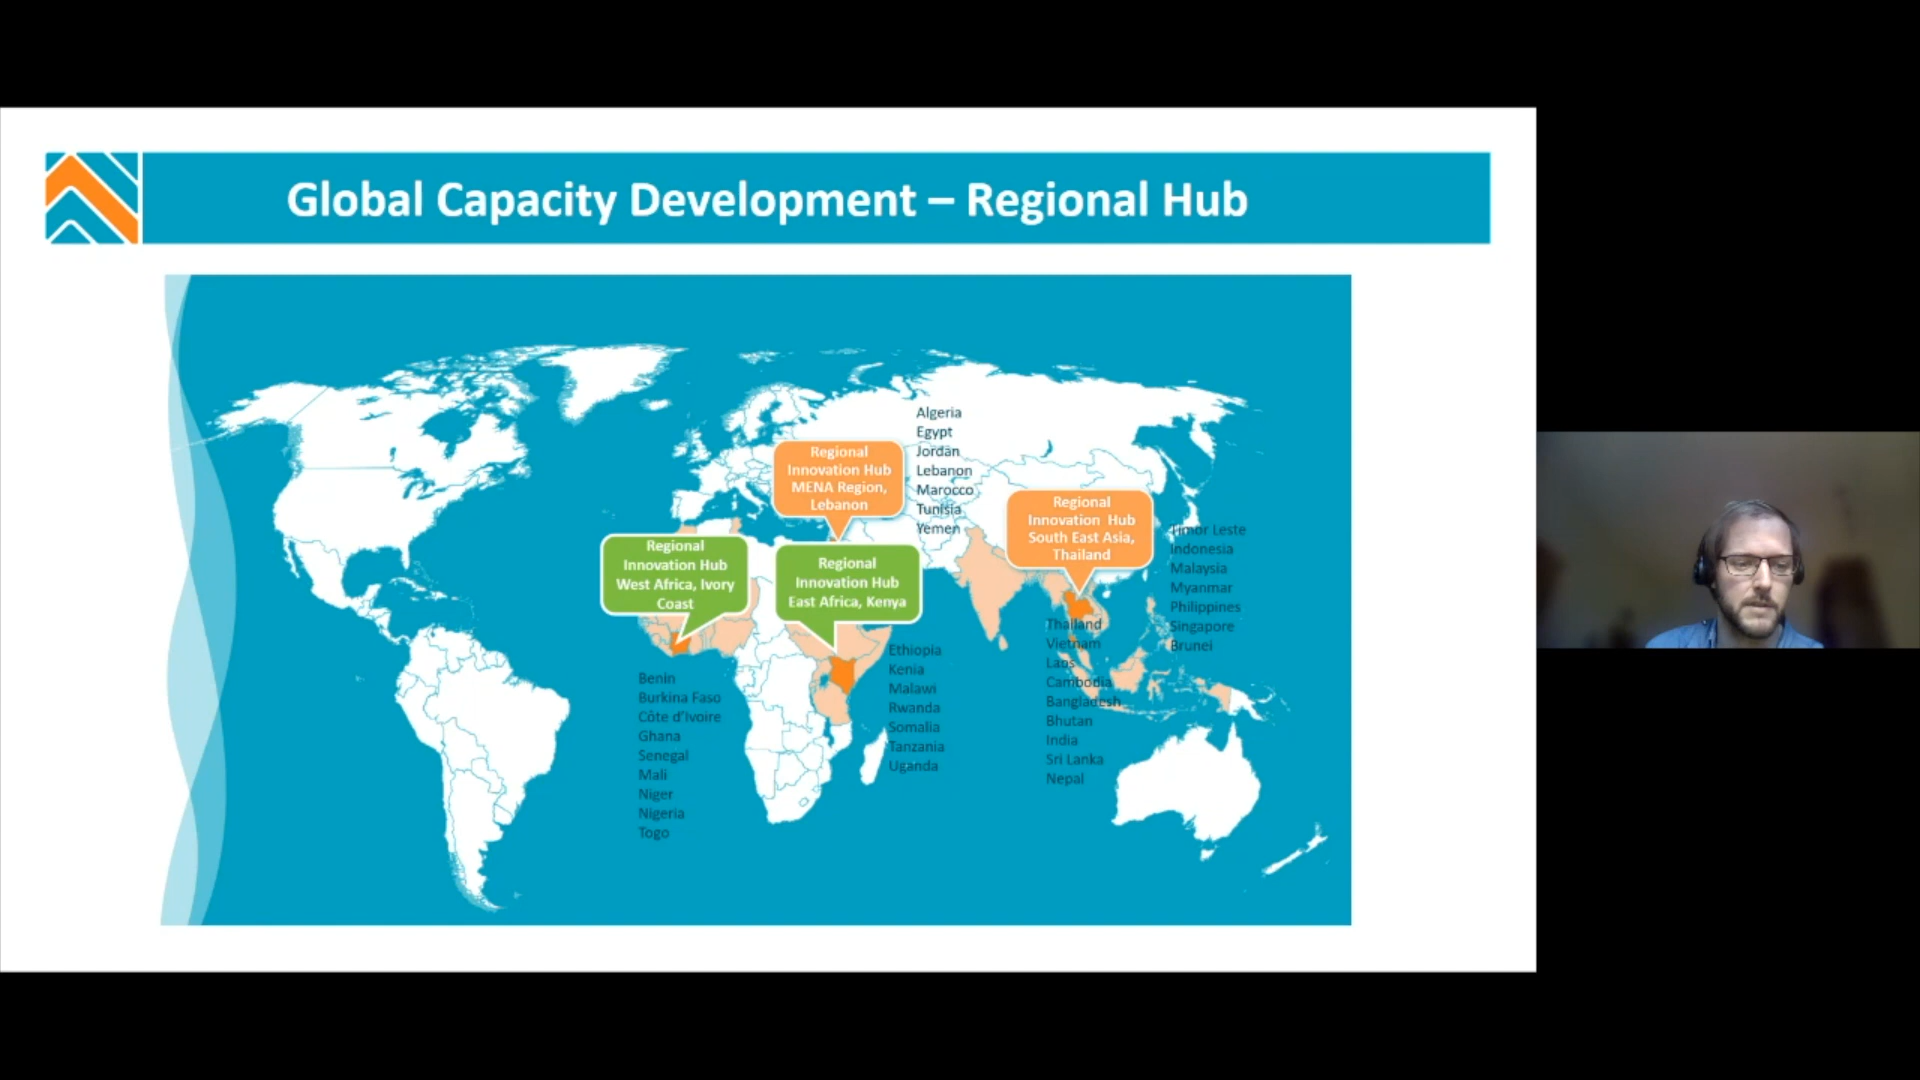 Global Capacity Development – Regional Hub
Algeria
Egypt
Jordan
Lebanon
Marocco
Tunisia
Yemen
Regional
Innovation Hub
MENA Region,
Lebanon
Regional
Innovation Hub
South East Asia,
Thailand
Timor Leste
Indonesia
Malaysia
Myanmar
Philippines
Singapore
Brunei
Regional
Innovation Hub
West Africa, Ivory
Coast
Regional
Innovation Hub
East Africa, Kenya
Thailand
Vietnam
Laos
Cambodia
Bangladesh
Bhutan
India
Sri Lanka
Nepal
Ethiopia
Kenia
Malawi
Rwanda
Somalia
Tanzania
Uganda
Benin
Burkina Faso
Côte d'Ivoire
Ghana
Senegal
Mali
Niger
Nigeria
Togo